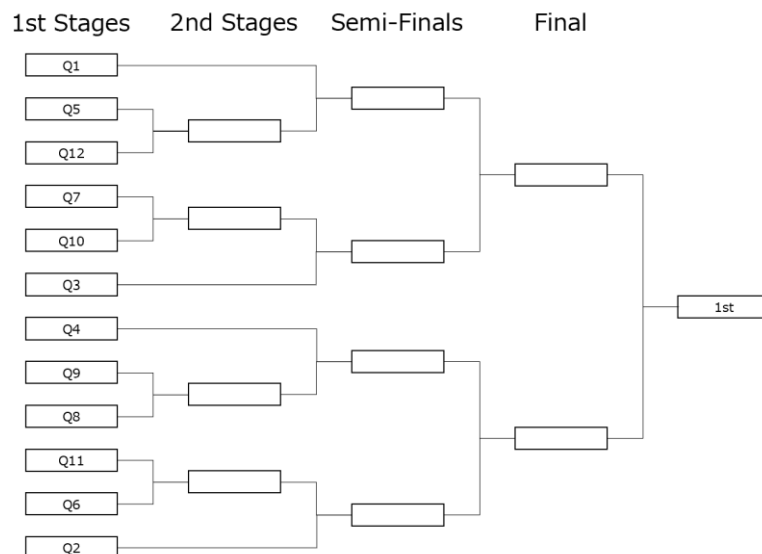 1st Stages 2nd Stages Semi-Finals Final
Q1
Q5
Q12
Q7
Q10
Q3
Q4
Q9
Q8
Q11
Q6
Q2
1st